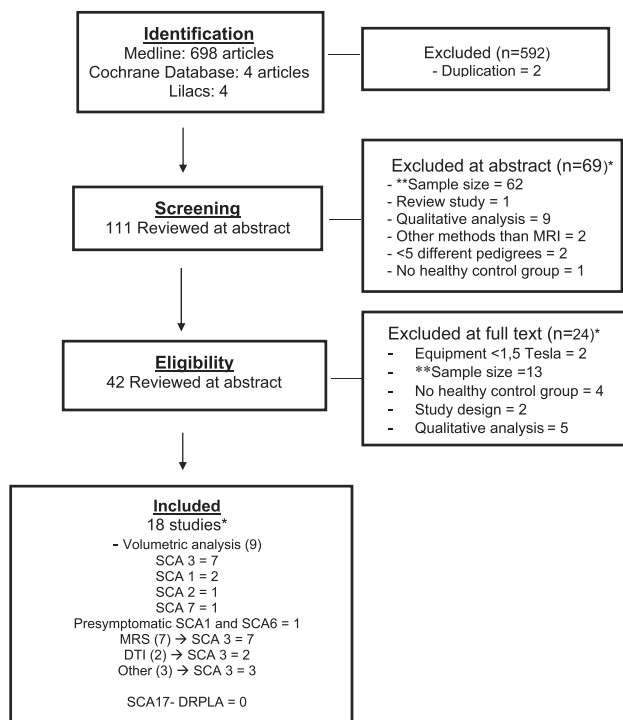 Identification
Medline: 698 articles
Cochrane Database: 4 articles
Lilacs: 4
Excluded (n=592)
- Duplication = 2
Screening
111 Reviewed at abstract
Excluded at abstract (n=69)*
- **Sample size = 62
- Review study = 1
- Qualitative analysis = 9
- Other methods than MRI = 2
- <5 different pedigrees = 2
- No healthy control group = 1
Eligibility
42 Reviewed at abstract
Excluded at full text (n=24)*
- Equipment <1,5 Tesla = 2
- **Sample size =13
- No healthy control group = 4
- Study design = 2
- Qualitative analysis = 5
Included
18 studies*
- Volumetric analysis (9)
SCA 3 = 7
SCA 1 = 2
SCA 2 = 1
SCA 7 = 1
Presymptomatic SCA1 and SCA6 = 1
MRS (7) → SCA 3 = 7
DTI (2) → SCA 3 = 2
Other (3) → SCA 3 = 3
SCA17- DRPLA = 0